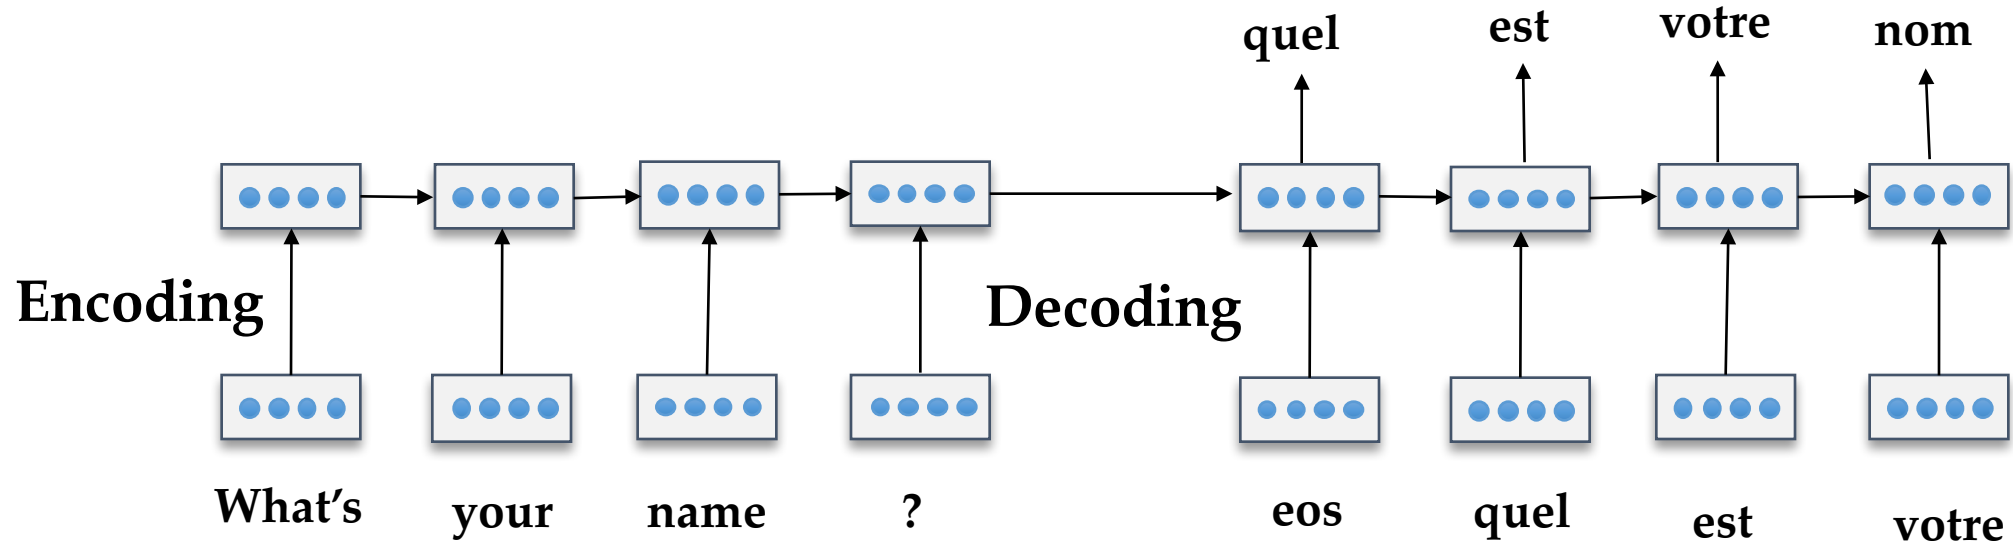 quel est votre nom
Encoding Decoding
What's your name ? eos quel est votre